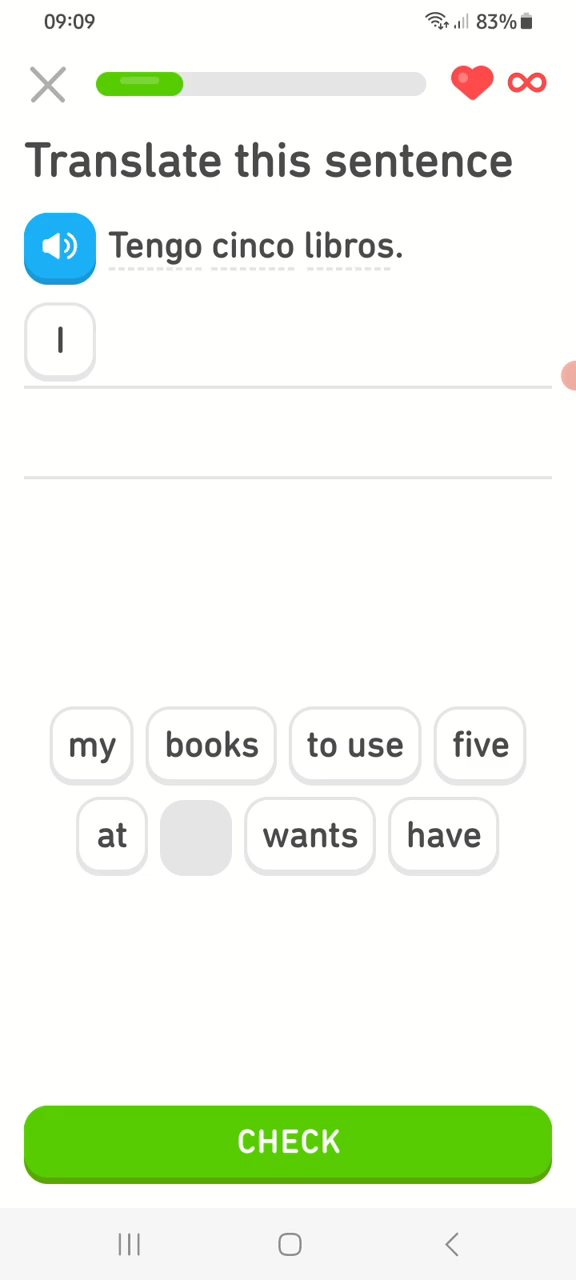 09:09 83%
Translate this sentence
Tengo cinco libros.
I
my books to use five
at wants have
CHECK